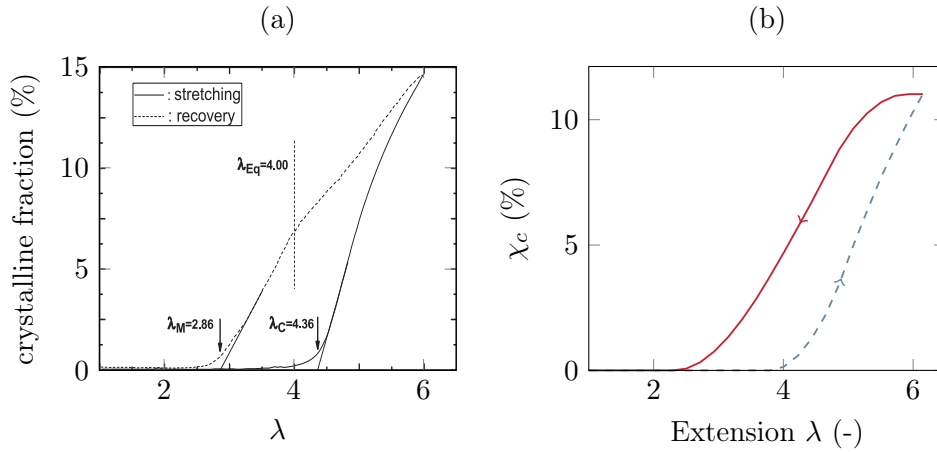 (a)
crystalline fraction (%)
15
10
5
0
: stretching
: recovery
λEq=4.00
λM=2.86
λC=4.36
2
4
6
λ
(b)
χc (%)
10
5
0
2
4
6
Extension λ (-)